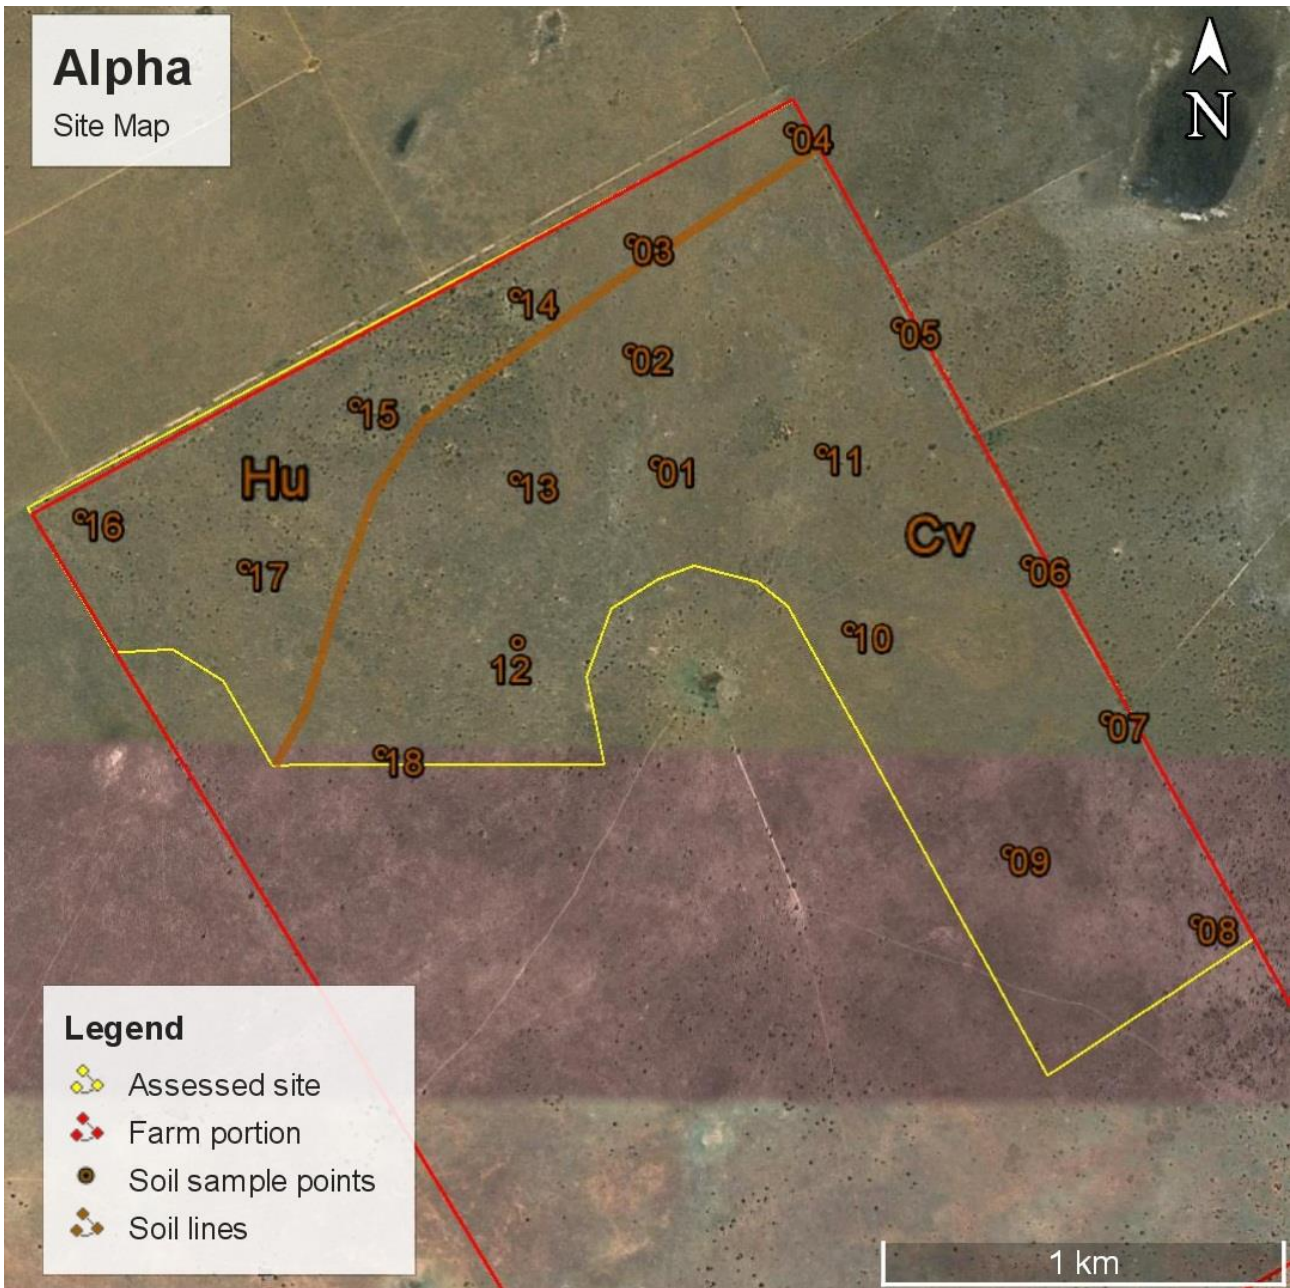 Alpha
Site Map
N
04
03
14
02
05
15
01
11
13
Hu
16
Cv
17
06
10
12
07
18
09
08
Legend
Assessed site
Farm portion
Soil sample points
Soil lines
1 km